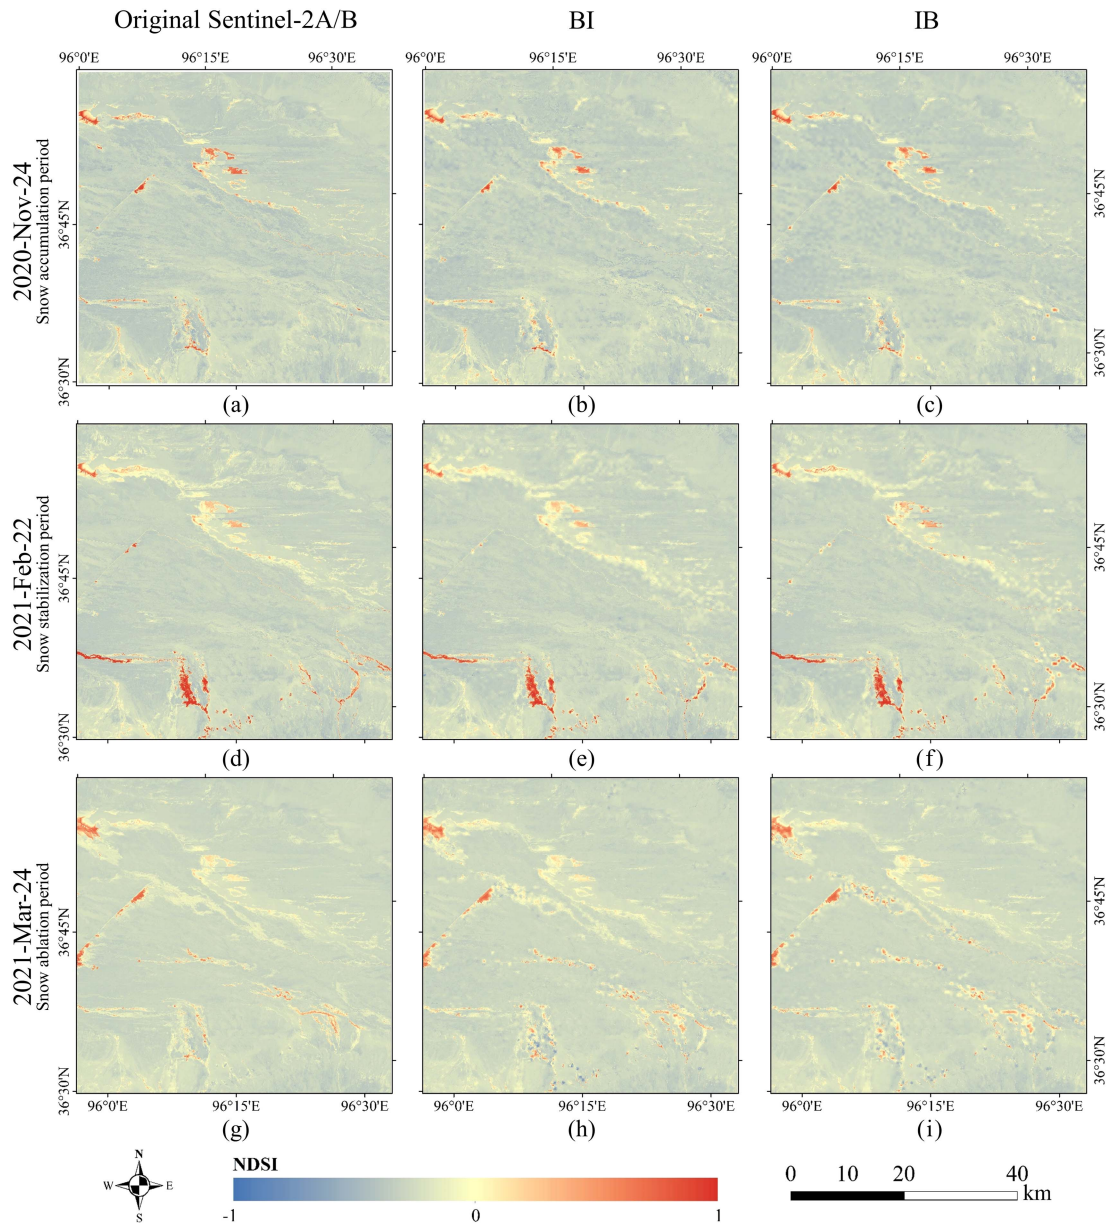 Original Sentinel-2A/B BI IB
96°0'E 96°15'E 96°30'E 96°0'E 96°15'E 96°30'E 96°0'E 96°15'E 96°30'E
2020-Nov-24
Snow accumulation period
36°45'N
36°30'N
36°45'N
36°30'N
(a) (b) (c)
2021-Feb-22
Snow stabilization period
36°45'N
36°30'N
36°45'N
36°30'N
(d) (e) (f)
2021-Mar-24
Snow ablation period
36°45'N
36°30'N
36°45'N
36°30'N
96°0'E 96°15'E 96°30'E 96°0'E 96°15'E 96°30'E 96°0'E 96°15'E 96°30'E
(g) (h) (i)
N
W E
S
NDSI
-1 0 1
0 10 20 40
km